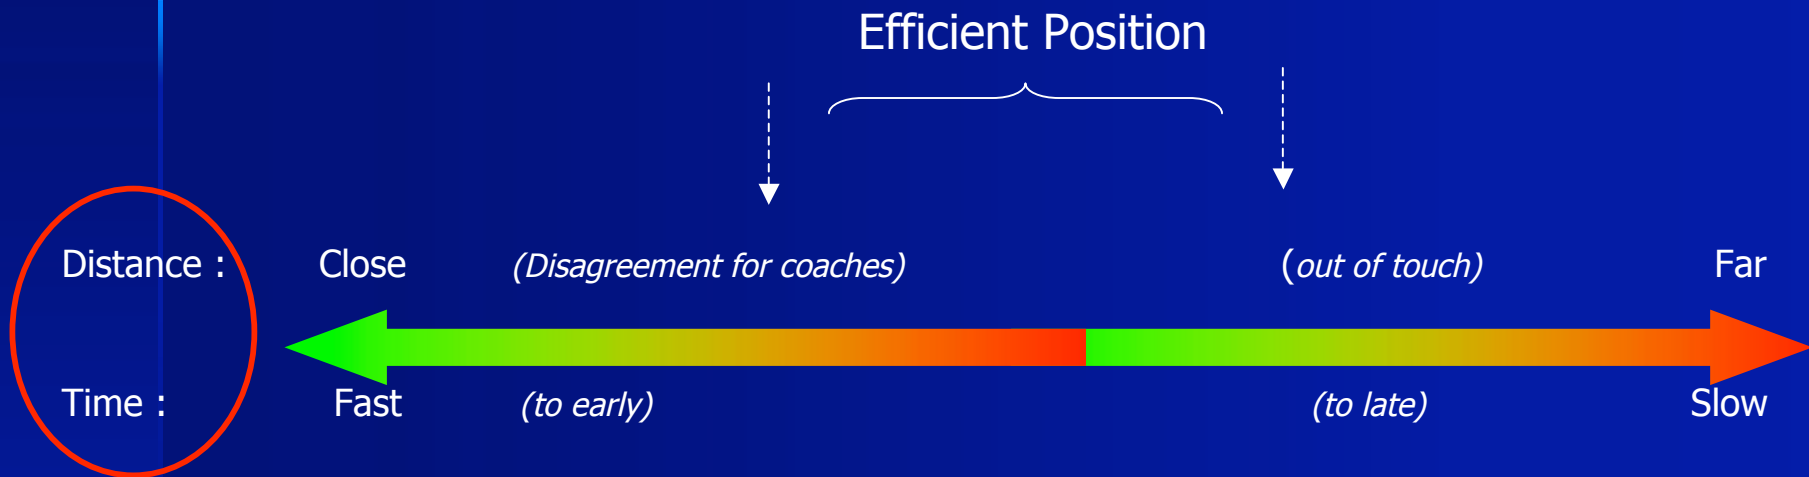 Efficient Position
Distance : Close (Disagreement for coaches) (out of touch) Far
Time : Fast (to early) (to late) Slow